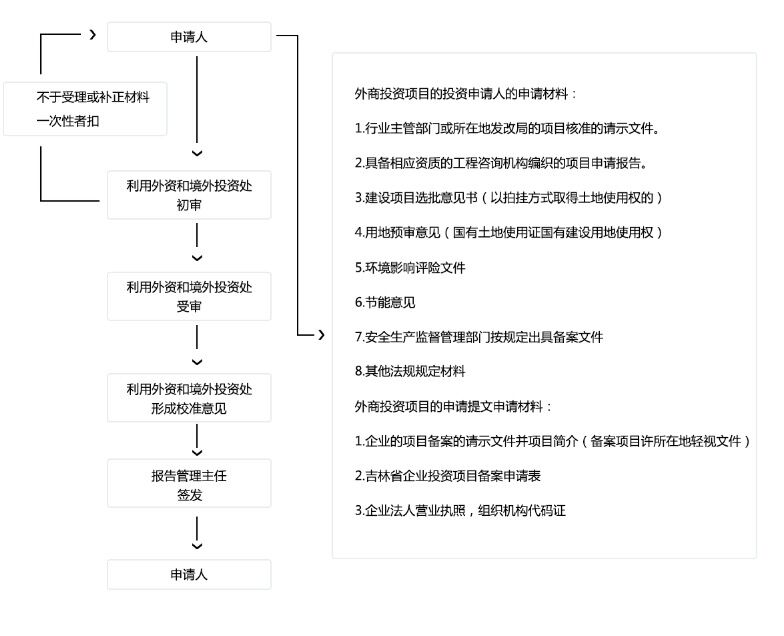 申请人
不于受理或补正材料
一次性者扣
利用外资和境外投资处
初审
利用外资和境外投资处
受审
利用外资和境外投资处
形成校准意见
报告管理主任
签发
申请人
外商投资项目的投资申请人的申请材料：
1.行业主管部门或所在地发改局的项目核准的请示文件。
2.具备相应资质的工程咨询机构编织的项目申请报告。
3.建设项目选批意见书（以拍挂方式取得土地使用权的）
4.用地预审意见（国有土地使用证国有建设用地使用权）
5.环境影响评险文件
6.节能意见
7.安全生产监督管理部门按规定出具备案文件
8.其他法规规定材料
外商投资项目的申请提文申请材料：
1.企业的项目备案的请示文件并项目简介（备案项目许所在地轻视文件）
2.吉林省企业投资项目备案申请表
3.企业法人营业执照，组织机构代码证